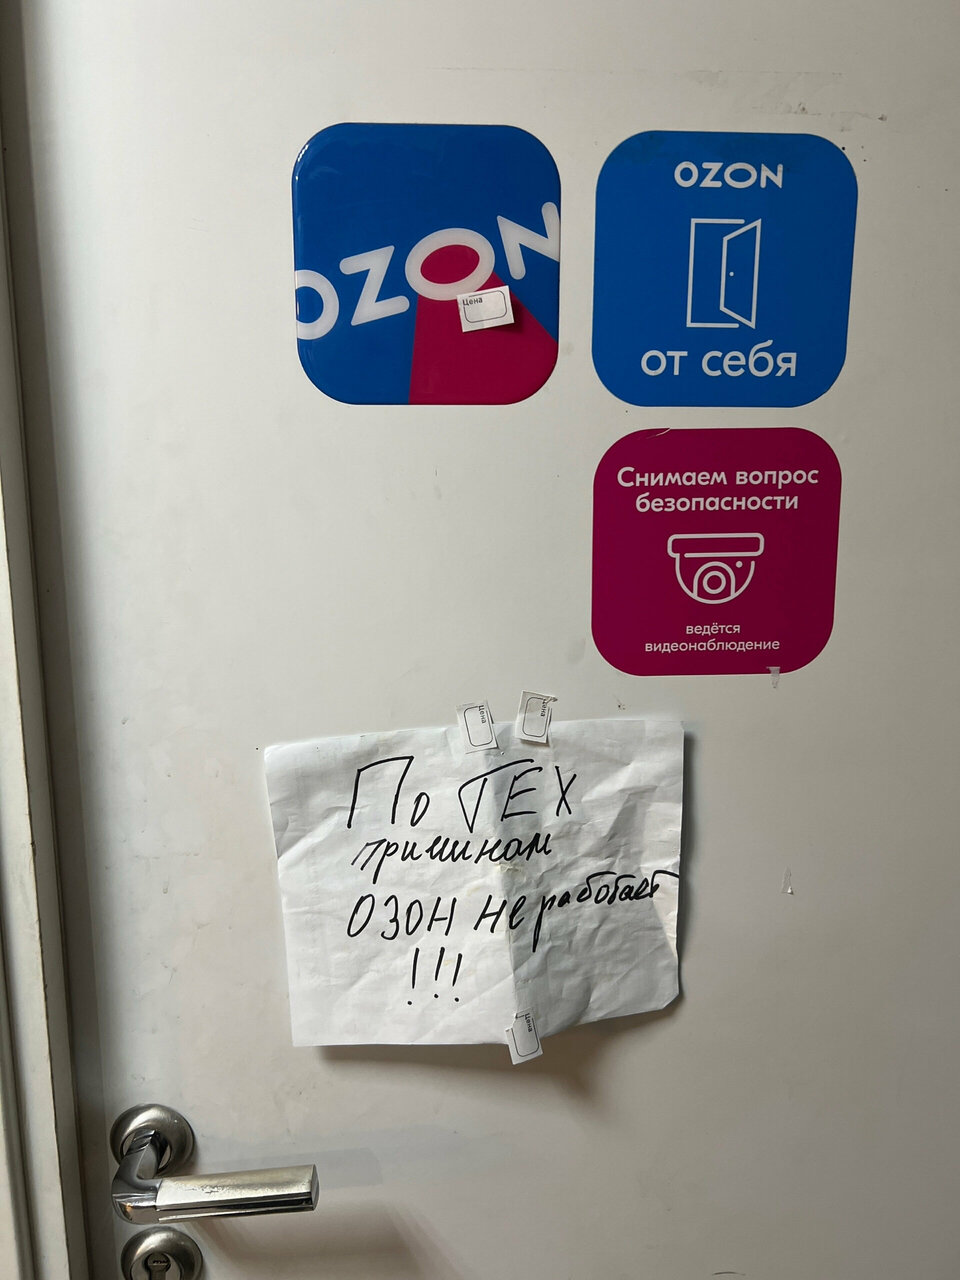 OZON
Цена
OZON
от себя
Снимаем вопрос
безопасности
ведётся
видеонаблюдение
Цена
Цена
По ТЕХ
причинам
ОЗОН не работает
!!!
Цена